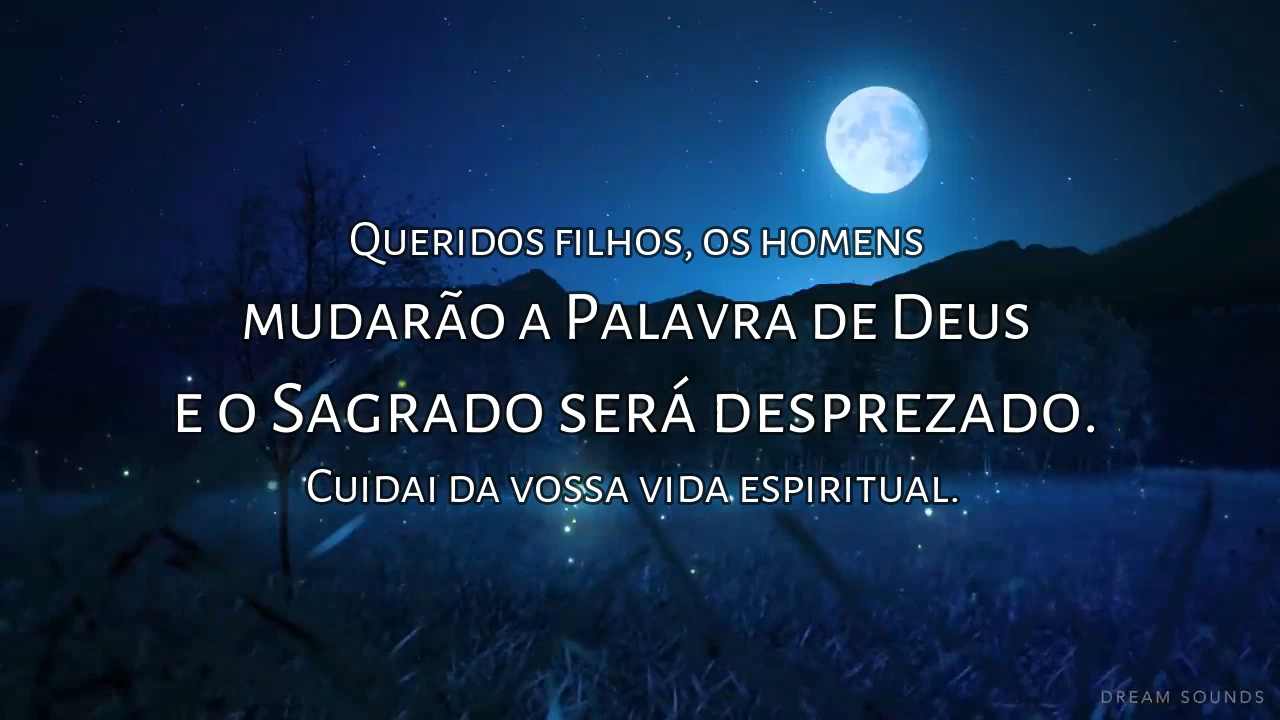 Queridos filhos, os homens
mudarão a Palavra de Deus
e o Sagrado será desprezado.
Cuidai da vossa vida espiritual.
DREAM SOUNDS